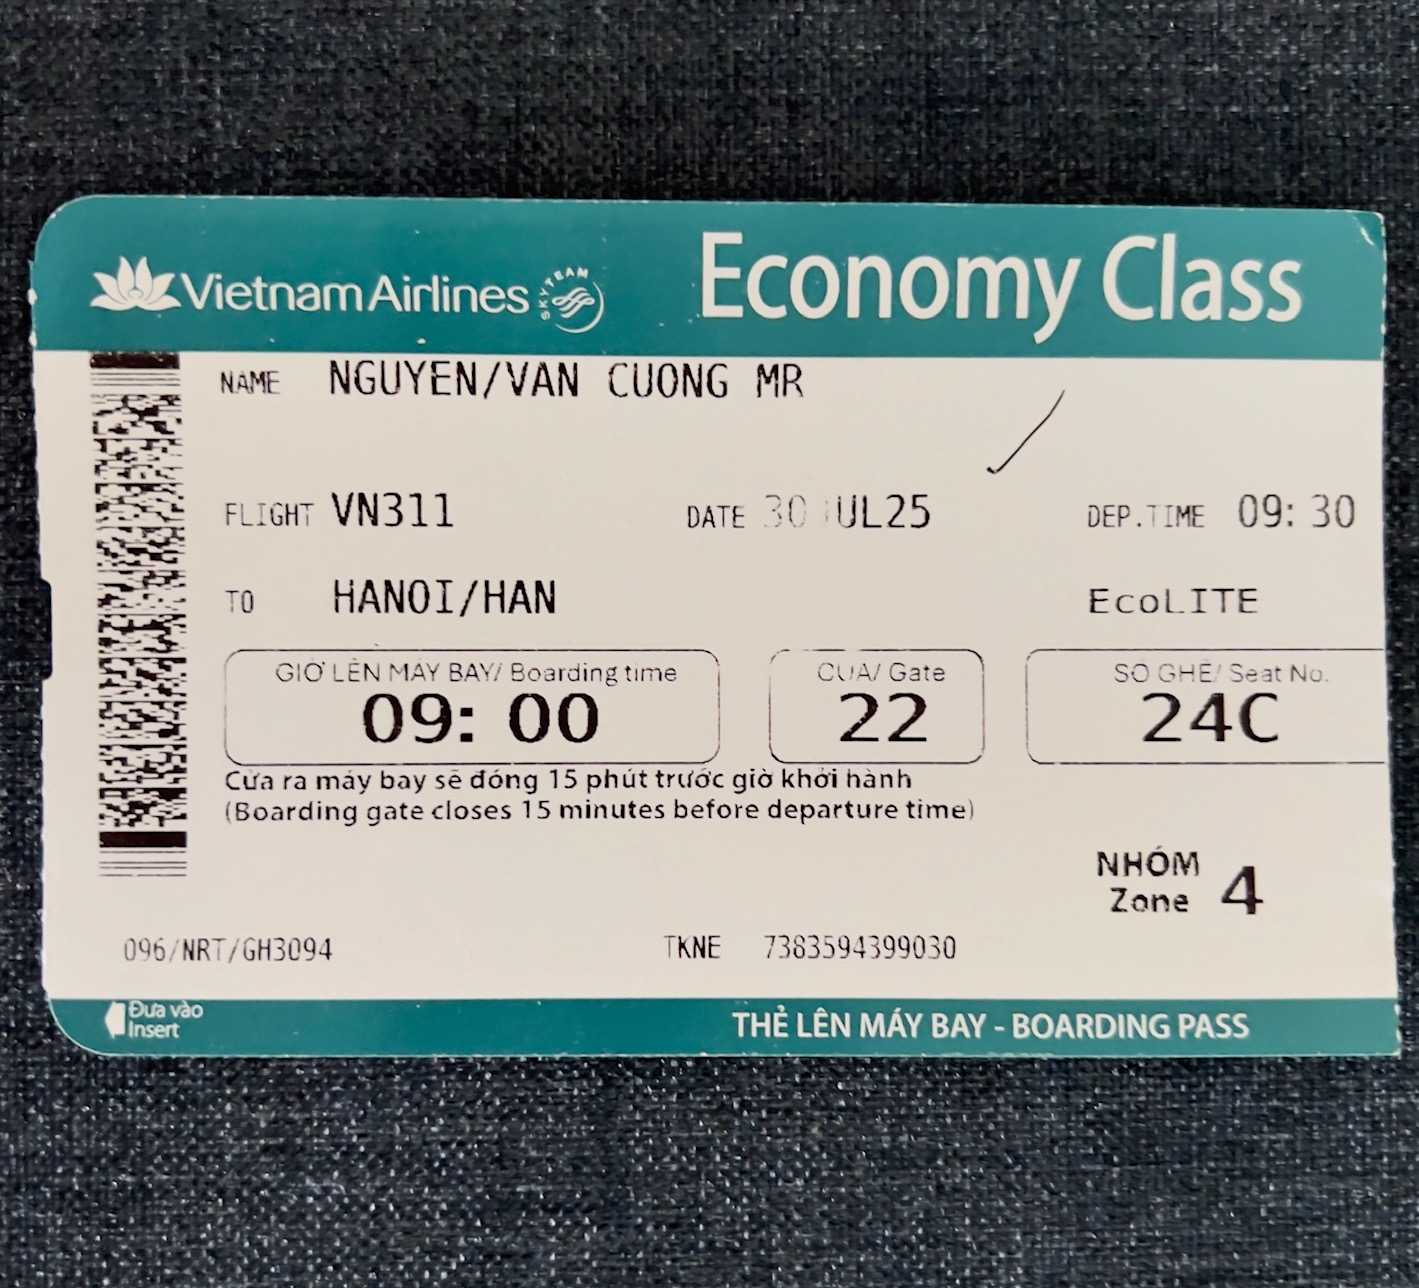 Vietnam Airlines SKYTEAM Economy Class
NAME NGUYEN/VAN CUONG MR
FLIGHT VN311 DATE 30 UL25 DEP.TIME 09:30
TO HANOI/HAN EcoLITE
GIỜ LÊN MÁY BAY/ Boarding time CỬA/ Gate SỐ GHẾ/ Seat No.
09:00 22 24C
Cửa ra máy bay sẽ đóng 15 phút trước giờ khởi hành
(Boarding gate closes 15 minutes before departure time)
NHÓM
Zone 4
096/NRT/GH3094 TKNE 7383594399030
Đưa vào
Insert
THẺ LÊN MÁY BAY - BOARDING PASS